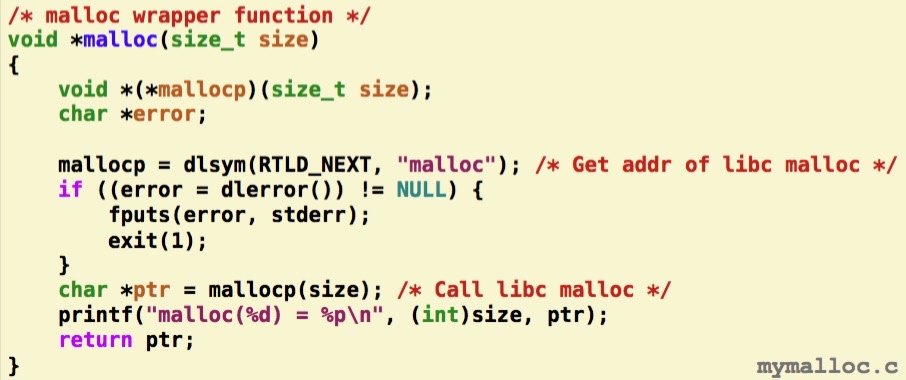 /* malloc wrapper function */
void *malloc(size_t size)
{
    void *(*mallocp)(size_t size);
    char *error;

    mallocp = dlsym(RTLD_NEXT, "malloc"); /* Get addr of libc malloc */
    if ((error = dlerror()) != NULL) {
        fputs(error, stderr);
        exit(1);
    }
    char *ptr = mallocp(size); /* Call libc malloc */
    printf("malloc(%d) = %p\n", (int)size, ptr);
    return ptr;
}
mymalloc.c